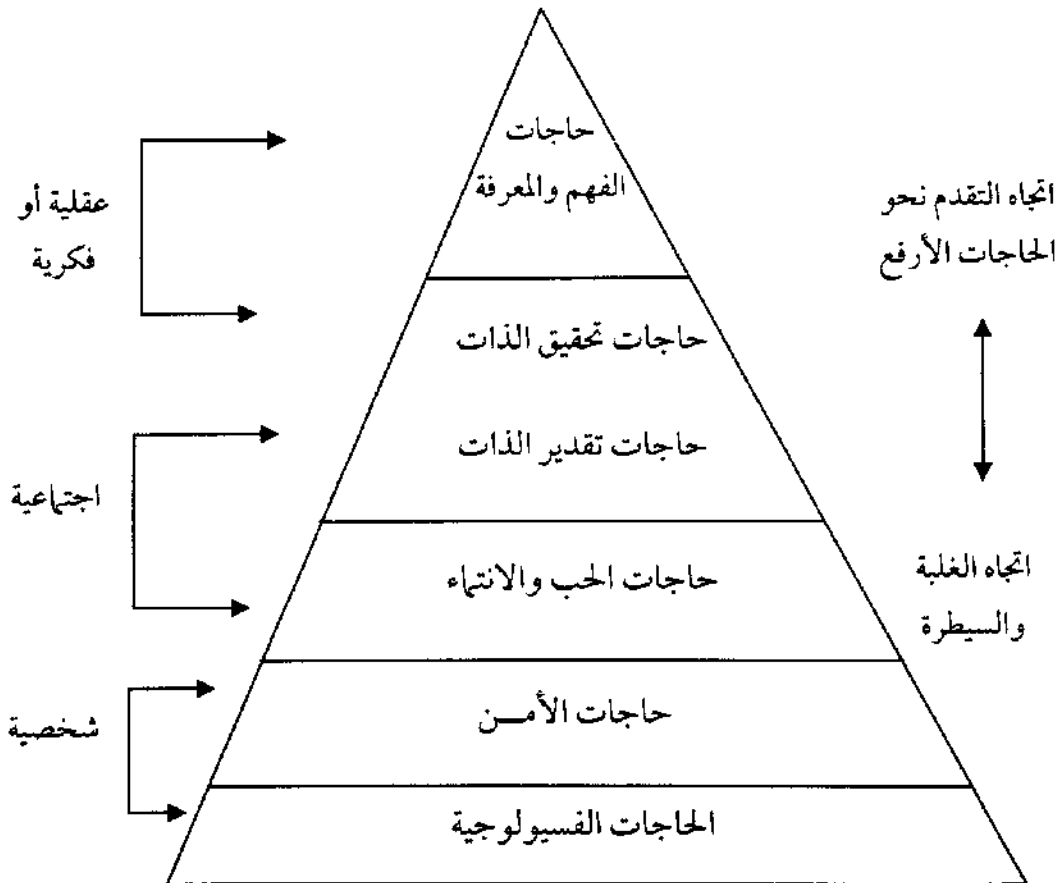 حاجات
الفهم والمعرفة
حاجات تحقيق الذات
حاجات تقدير الذات
حاجات الحب والانتماء
حاجات الأمــن
الحاجات الفسيولوجية
اتجاه التقدم نحو
الحاجات الأرفع
اتجاه الغلبة
والسيطرة
عقلية أو
فكرية
اجتماعية
شخصية